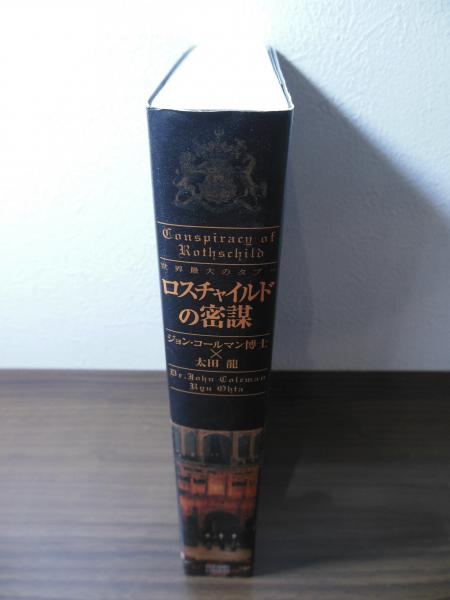 Conspiracy of
Rothschild
世界最大のタブー
ロスチャイルド
の密謀
ジョン・コールマン博士
×
太田 龍
Dr. John Coleman
Ryu Ohta